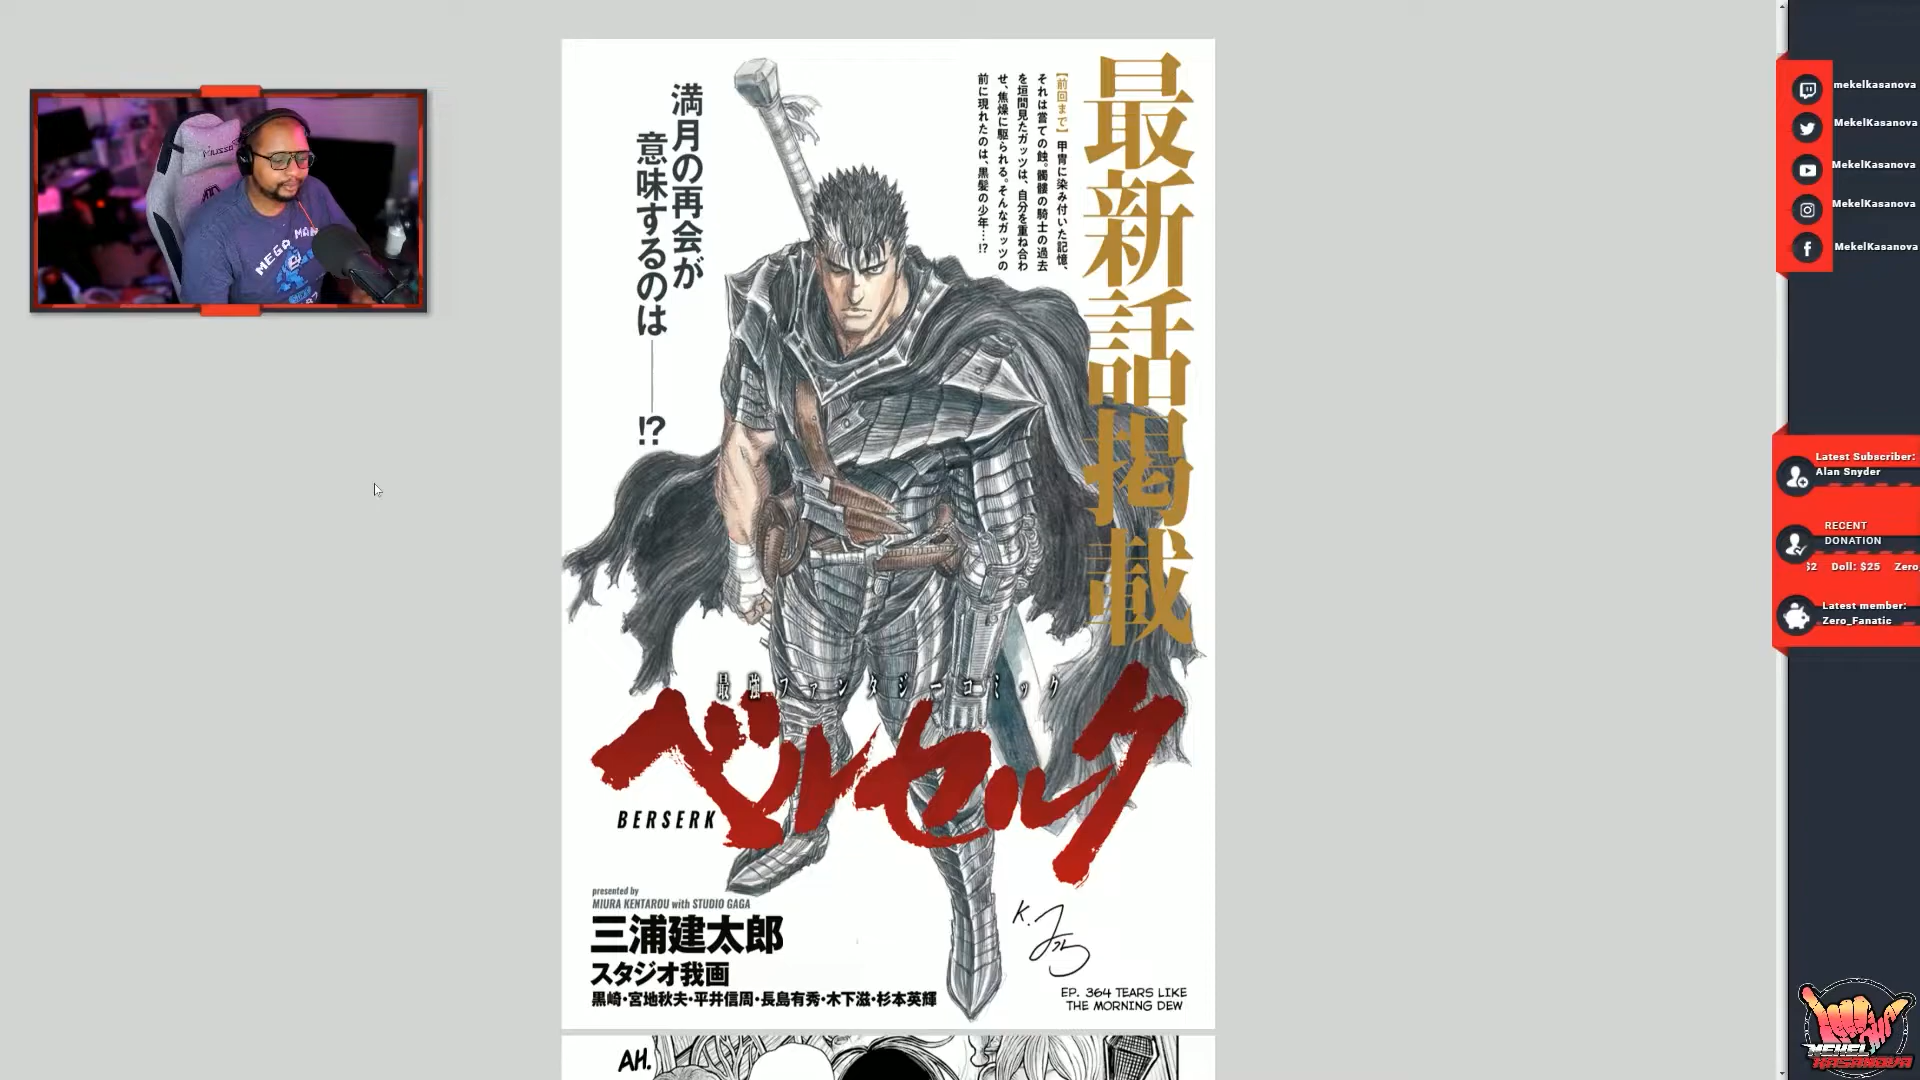 最新話掲載
【前回まで】甲冑に染み付いた記憶、
それは嘗ての蝕。髑髏の騎士の過去
を垣間見たガッツは、自分を重ね合わ
せ、焦燥に駆られる。そんなガッツの
前に現れたのは、黒髪の少年…!?
満月の再会が
意味するのは——!?
最強ファンタジーコミック
ベルセルク
BERSERK
presented by
MIURA KENTAROU with STUDIO GAGA
三浦建太郎
スタジオ我画
黒崎・宮地秋夫・平井信周・長島有秀・木下滋・杉本英輝
EP. 364 TEARS LIKE
THE MORNING DEW
AH.
MEGA MAN
mekelkasanova
MekelKasanova
MekelKasanova
MekelKasanova
MekelKasanova
Latest Subscriber:
Alan Snyder
RECENT
DONATION
$2 Doll: $25 Zero
Latest member:
Zero_Fanatic
MEKEL
KASANOVA